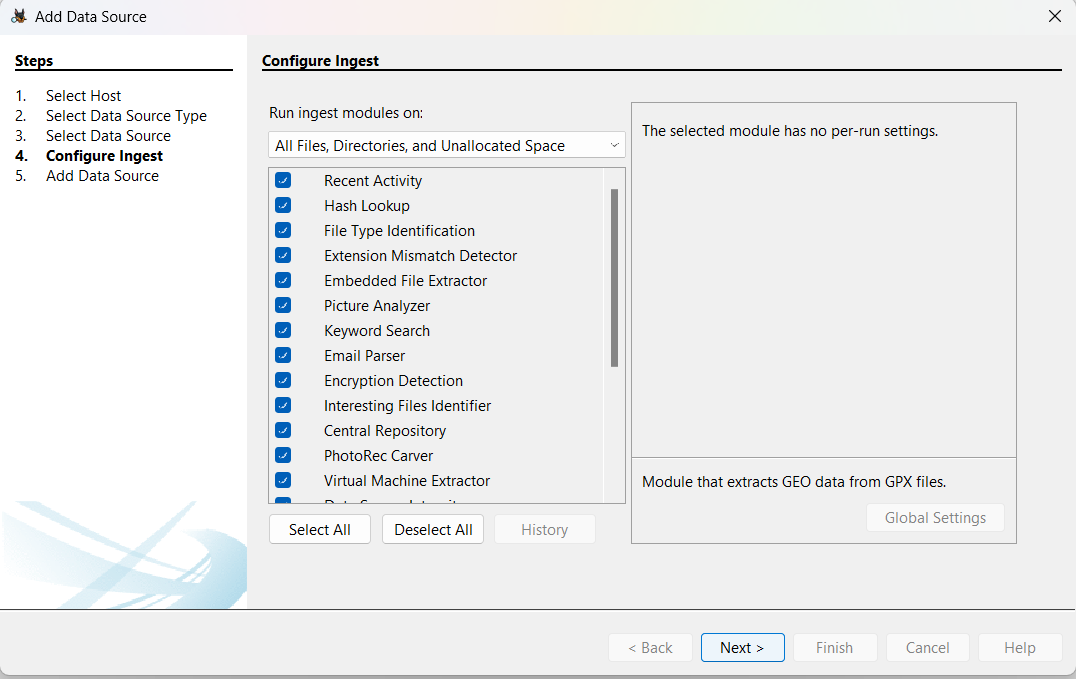 Add Data Source
Steps
1. Select Host
2. Select Data Source Type
3. Select Data Source
4. Configure Ingest
5. Add Data Source
Configure Ingest
Run ingest modules on:
All Files, Directories, and Unallocated Space
Recent Activity
Hash Lookup
File Type Identification
Extension Mismatch Detector
Embedded File Extractor
Picture Analyzer
Keyword Search
Email Parser
Encryption Detection
Interesting Files Identifier
Central Repository
PhotoRec Carver
Virtual Machine Extractor
Select All
Deselect All
History
The selected module has no per-run settings.
Module that extracts GEO data from GPX files.
Global Settings
< Back
Next >
Finish
Cancel
Help